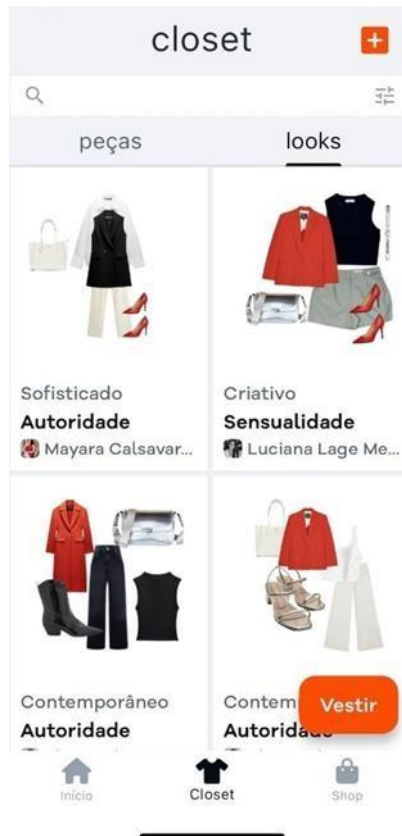 closet
peças
looks
Sofisticado
Autoridade
Mayara Calsavar...
Criativo
Sensualidade
Luciana Lage Me...
Contemporâneo
Autoridade
Contem
Vestir
Início
Closet
Shop